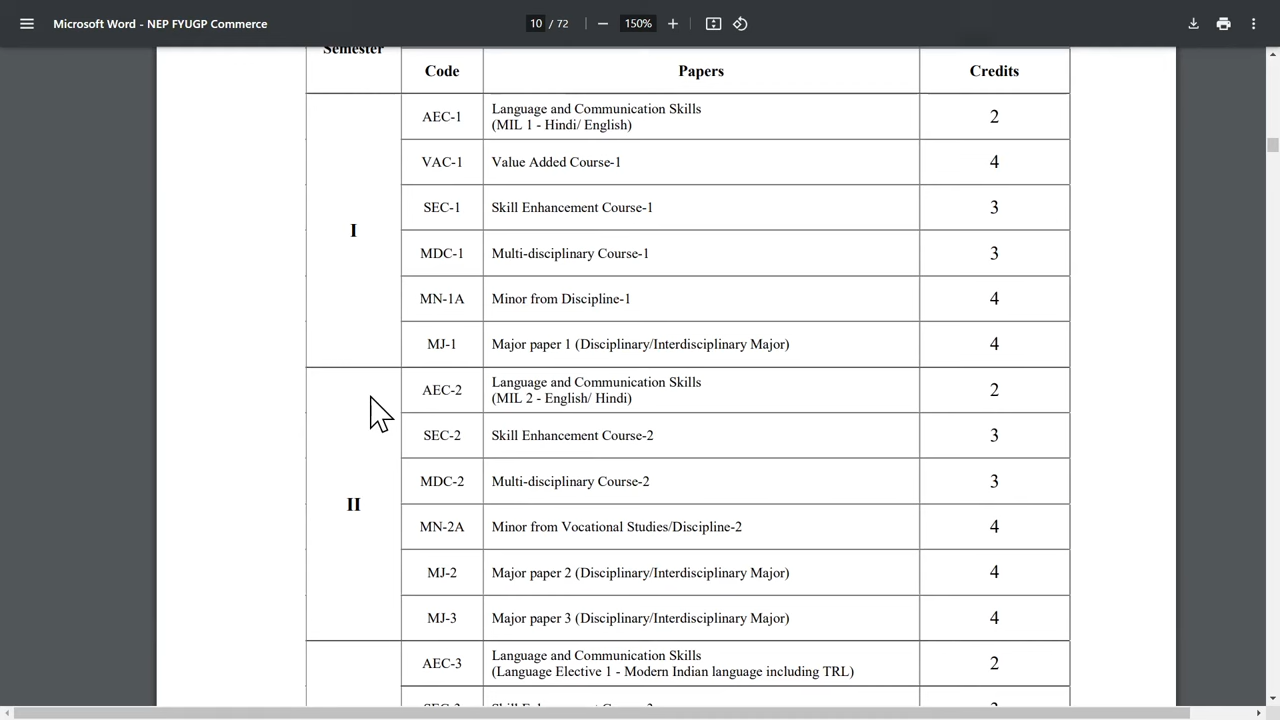 Microsoft Word - NEP FYUGP Commerce
10 / 72
150%
Semester
Code Papers Credits
I
AEC-1 Language and Communication Skills
(MIL 1 - Hindi/ English) 2
VAC-1 Value Added Course-1 4
SEC-1 Skill Enhancement Course-1 3
MDC-1 Multi-disciplinary Course-1 3
MN-1A Minor from Discipline-1 4
MJ-1 Major paper 1 (Disciplinary/Interdisciplinary Major) 4
II
AEC-2 Language and Communication Skills
(MIL 2 - English/ Hindi) 2
SEC-2 Skill Enhancement Course-2 3
MDC-2 Multi-disciplinary Course-2 3
MN-2A Minor from Vocational Studies/Discipline-2 4
MJ-2 Major paper 2 (Disciplinary/Interdisciplinary Major) 4
MJ-3 Major paper 3 (Disciplinary/Interdisciplinary Major) 4
AEC-3 Language and Communication Skills
(Language Elective 1 - Modern Indian language including TRL) 2